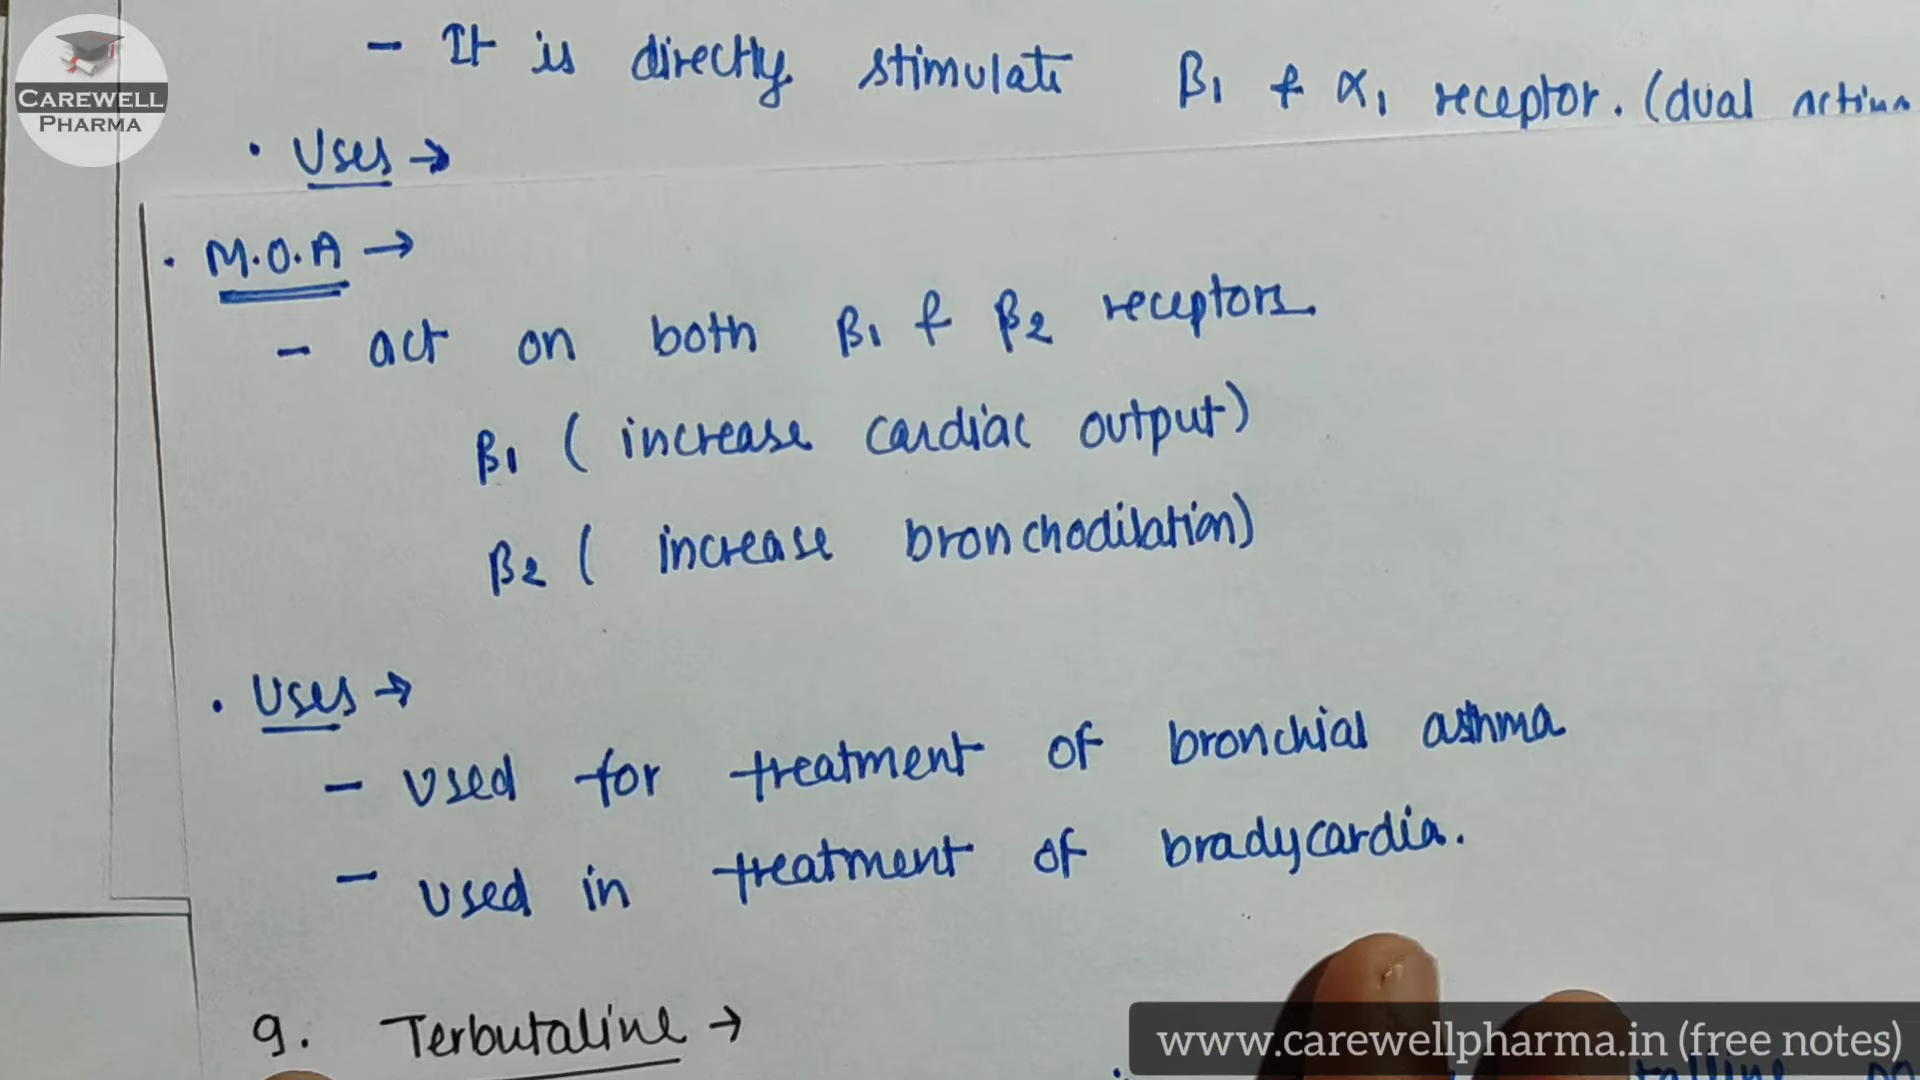 CAREWELL
PHARMA
- It is directly stimulate β1 & α1 receptor. (dual action
• Uses →
• M.O.A →
- act on both β1 & β2 receptors.
β1 ( increase cardiac output)
β2 ( increase bronchodilation)
• Uses →
- used for treatment of bronchial asthma
- used in treatment of bradycardia.
9. Terbutaline →
www.carewellpharma.in (free notes)